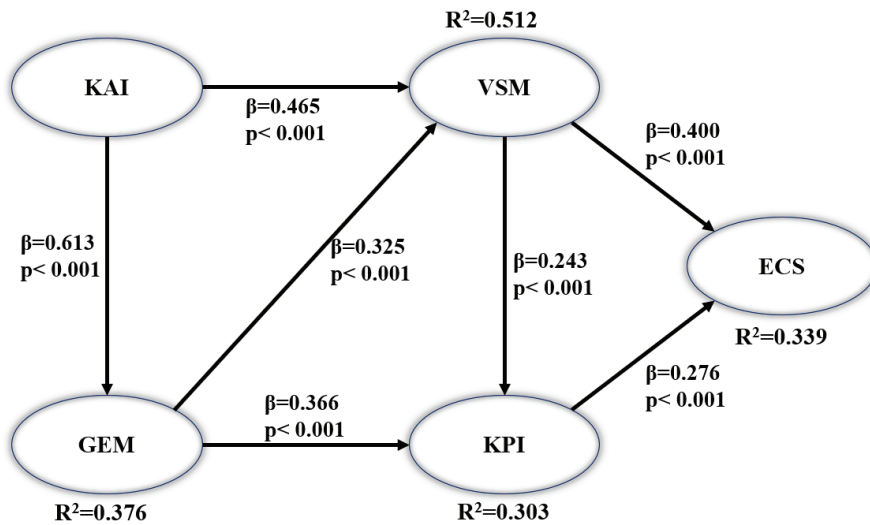 R²=0.512
KAI
VSM
β=0.465
p< 0.001
β=0.400
p< 0.001
β=0.613
p< 0.001
β=0.325
p< 0.001
β=0.243
p< 0.001
ECS
R²=0.339
β=0.366
p< 0.001
β=0.276
p< 0.001
GEM
KPI
R²=0.376
R²=0.303